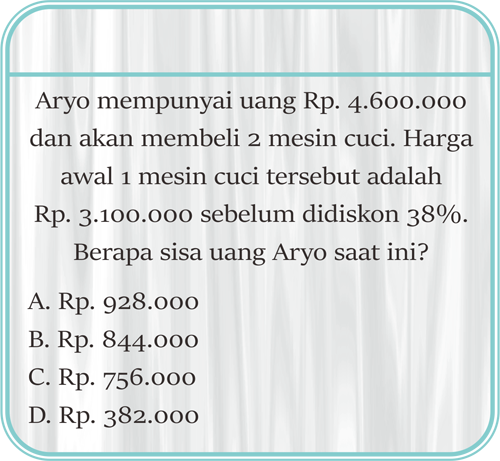 Aryo mempunyai uang Rp. 4.600.000
dan akan membeli 2 mesin cuci. Harga
awal 1 mesin cuci tersebut adalah
Rp. 3.100.000 sebelum didiskon 38%.
Berapa sisa uang Aryo saat ini?
A. Rp. 928.000
B. Rp. 844.000
C. Rp. 756.000
D. Rp. 382.000